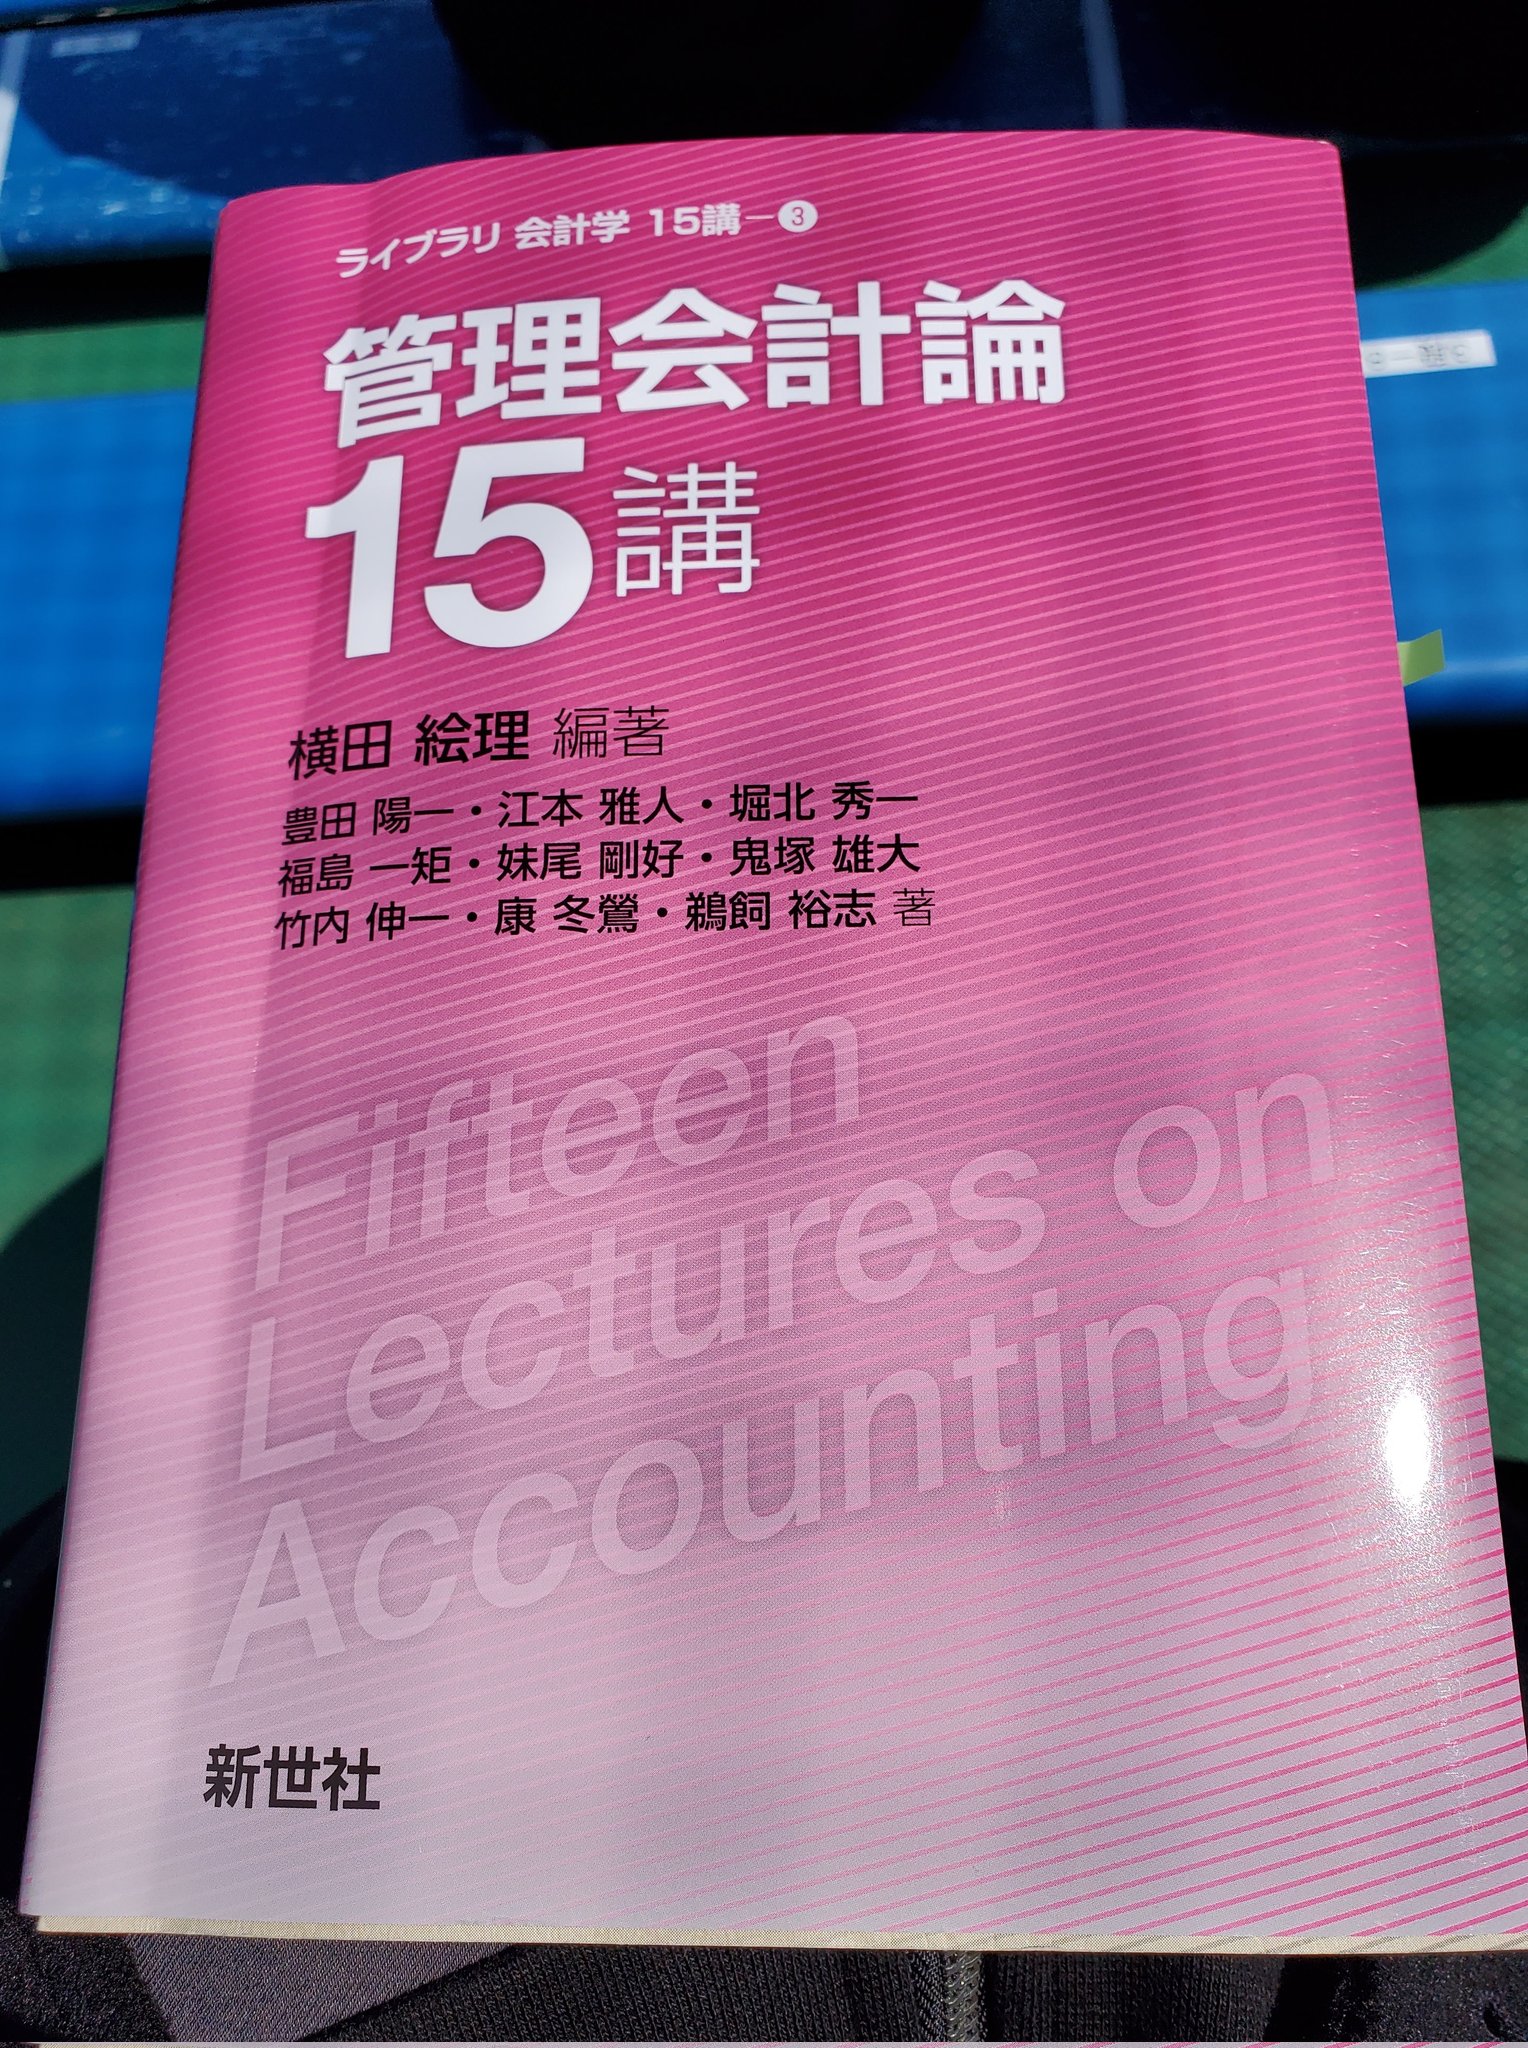 ライブラリ 会計学 15講―3
管理会計論
15講
横田 絵理 編著
豊田 陽一・江本 雅人・堀北 秀一
福島 一矩・妹尾 剛好・鬼塚 雄大
竹内 伸一・康 冬鶯・鵜飼 裕志 著
Fifteen
Lectures on
Accounting
新世社